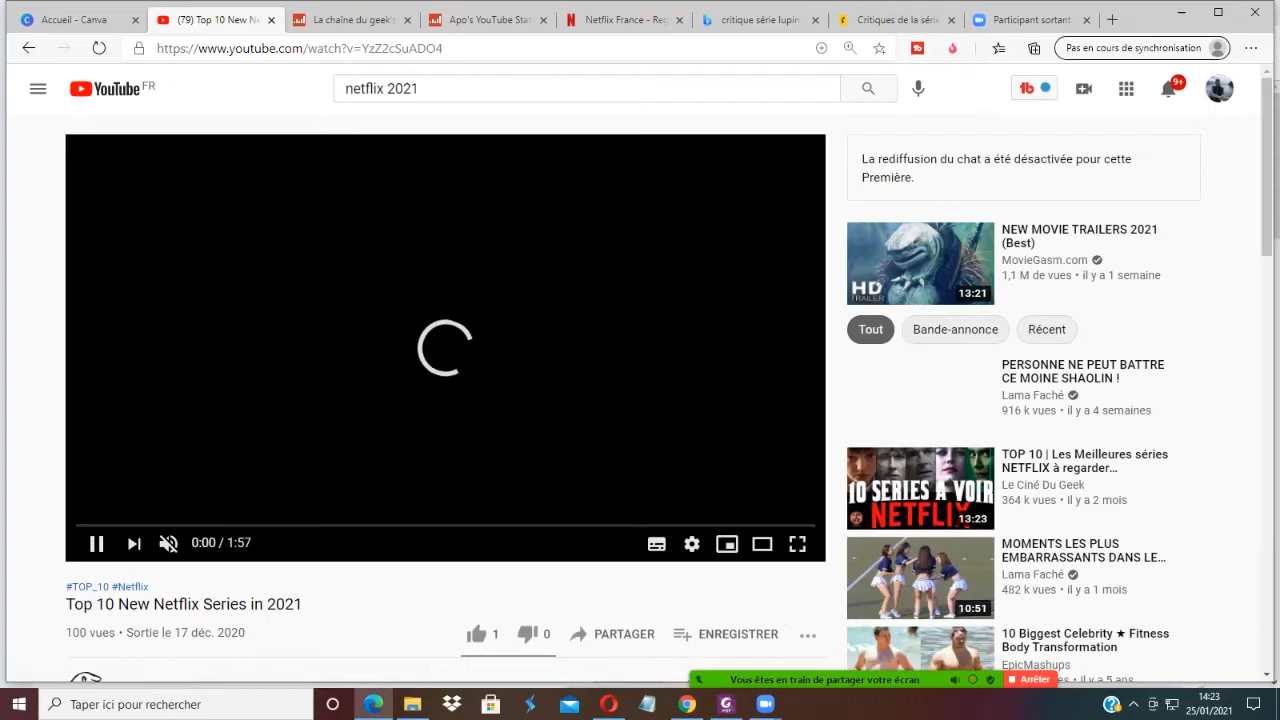 Accueil - Canva
(79) Top 10 New Ne
La chaîne du geek's
Apo's YouTube Stat
Netflix France - Reg
critique série lupin
Critiques de la série
Participant sortant
https://www.youtube.com/watch?v=YzZ2cSuADO4
Pas en cours de synchronisation
YouTube FR
netflix 2021
9+
La rediffusion du chat a été désactivée pour cette
Première.
NEW MOVIE TRAILERS 2021
(Best)
MovieGasm.com
1,1 M de vues • il y a 1 semaine
HD
TRAILER
13:21
Tout
Bande-annonce
Récent
PERSONNE NE PEUT BATTRE
CE MOINE SHAOLIN !
Lama Faché
916 k vues • il y a 4 semaines
10 SERIES A VOIR
NETFLIX
13:23
TOP 10 | Les Meilleures séries
NETFLIX à regarder…
Le Ciné Du Geek
364 k vues • il y a 2 mois
10:51
MOMENTS LES PLUS
EMBARRASSANTS DANS LE…
Lama Faché
482 k vues • il y a 1 mois
10 Biggest Celebrity ★ Fitness
Body Transformation
EpicMashups
il y a 5 ans
0:00 / 1:57
#TOP_10 #Netflix
Top 10 New Netflix Series in 2021
100 vues • Sortie le 17 déc. 2020
1
0
PARTAGER
ENREGISTRER
Vous êtes en train de partager votre écran
Arrêter
Taper ici pour rechercher
14:23
25/01/2021